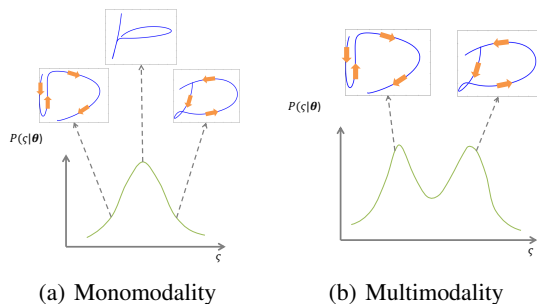 P(ς|θ)
ς
(a) Monomodality
P(ς|θ)
ς
(b) Multimodality